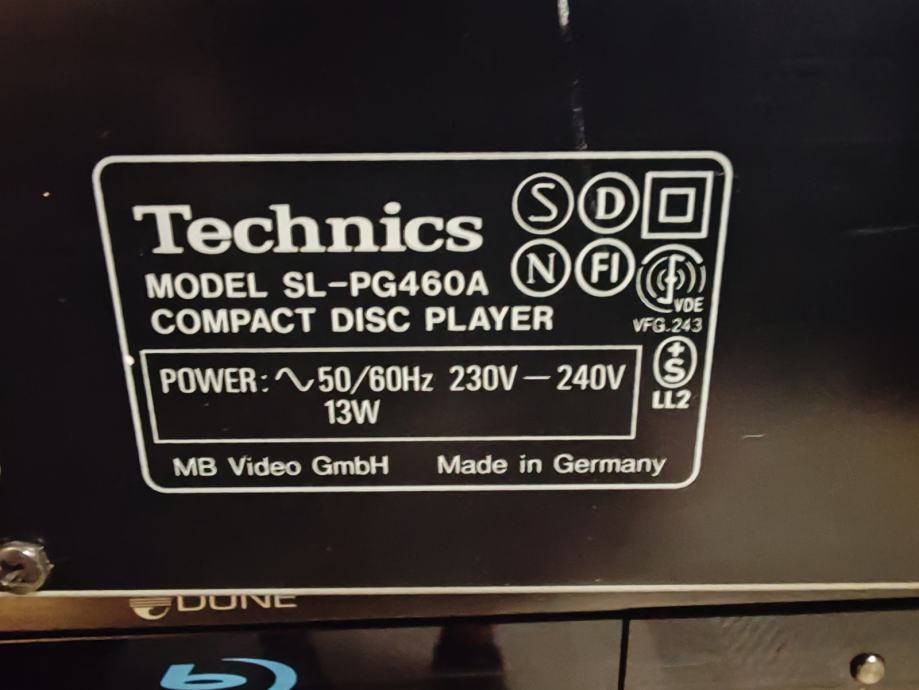 Technics
S D
N FI
MODEL SL-PG460A
COMPACT DISC PLAYER
VDE
VFG.243
+S
LL2
POWER: ∿50/60Hz 230V — 240V
13W
MB Video GmbH Made in Germany
DUNE